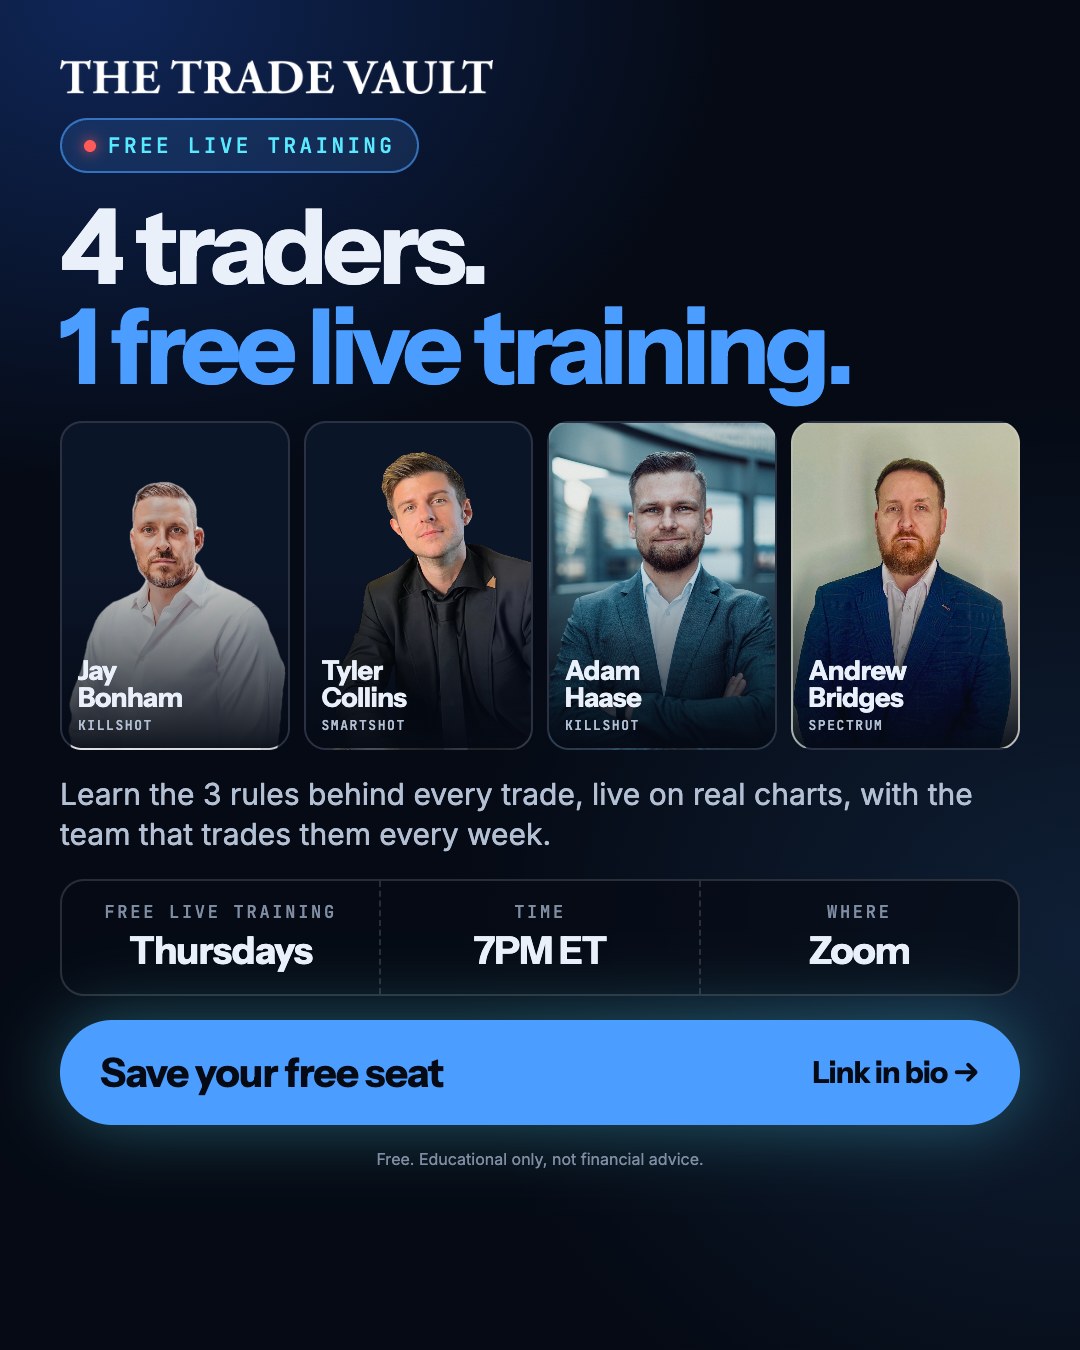 THE TRADE VAULT
FREE LIVE TRAINING
4 traders.
1 free live training.
Jay
Bonham
KILLSHOT
Tyler
Collins
SMARTSHOT
Adam
Haase
KILLSHOT
Andrew
Bridges
SPECTRUM
Learn the 3 rules behind every trade, live on real charts, with the
team that trades them every week.
FREE LIVE TRAINING
Thursdays
TIME
7PM ET
WHERE
Zoom
Save your free seat
Link in bio →
Free. Educational only, not financial advice.